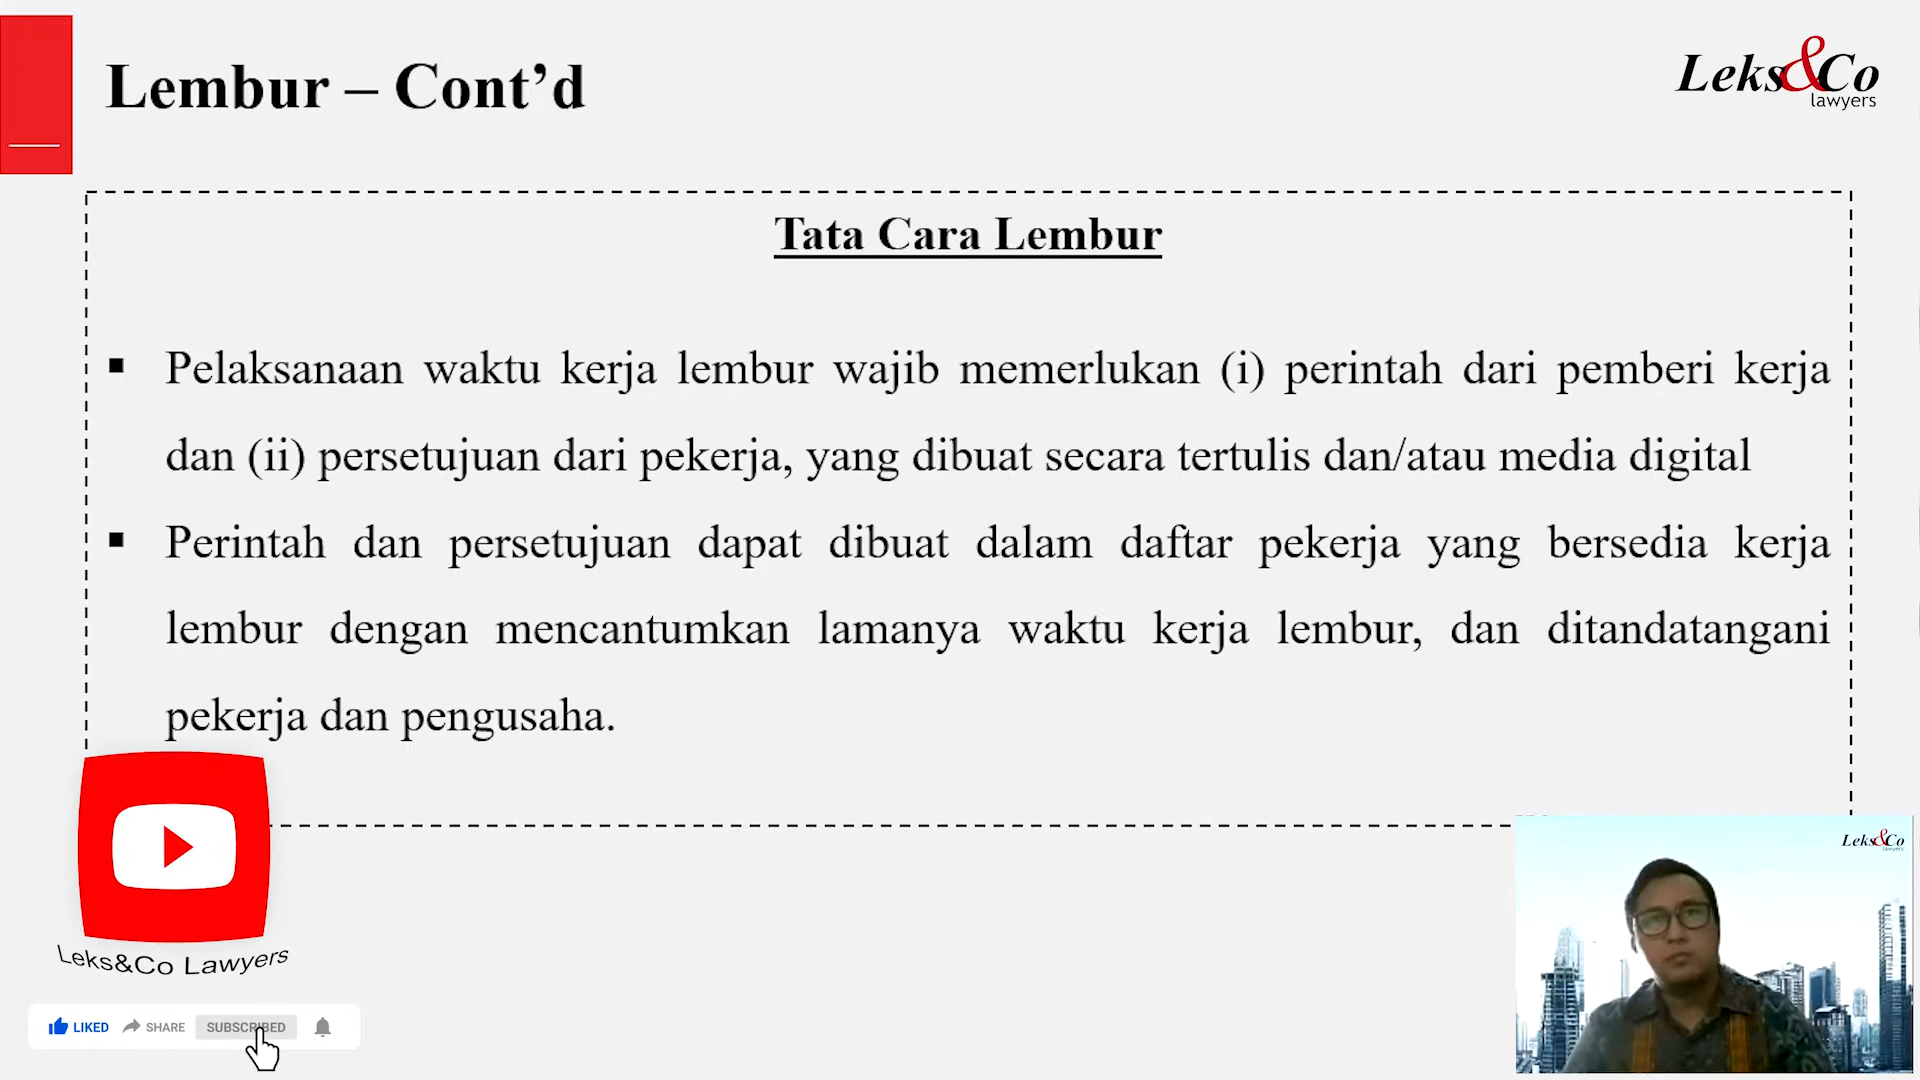 Lembur – Cont’d
Leks&Co
lawyers
Tata Cara Lembur
Pelaksanaan waktu kerja lembur wajib memerlukan (i) perintah dari pemberi kerja
dan (ii) persetujuan dari pekerja, yang dibuat secara tertulis dan/atau media digital
Perintah dan persetujuan dapat dibuat dalam daftar pekerja yang bersedia kerja
lembur dengan mencantumkan lamanya waktu kerja lembur, dan ditandatangani
pekerja dan pengusaha.
Leks&Co
lawyers
Leks&Co Lawyers
LIKED SHARE SUBSCRIBED